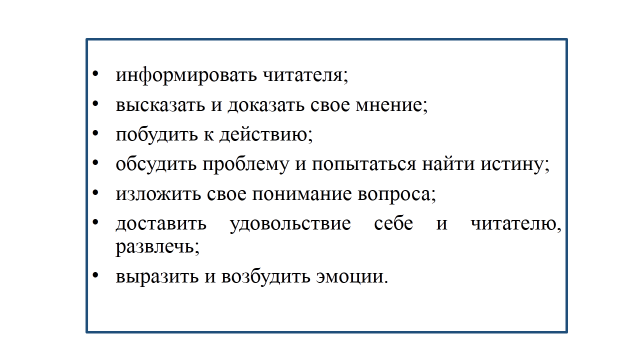 • информировать читателя;
• высказать и доказать свое мнение;
• побудить к действию;
• обсудить проблему и попытаться найти истину;
• изложить свое понимание вопроса;
• доставить удовольствие себе и читателю,
развлечь;
• выразить и возбудить эмоции.